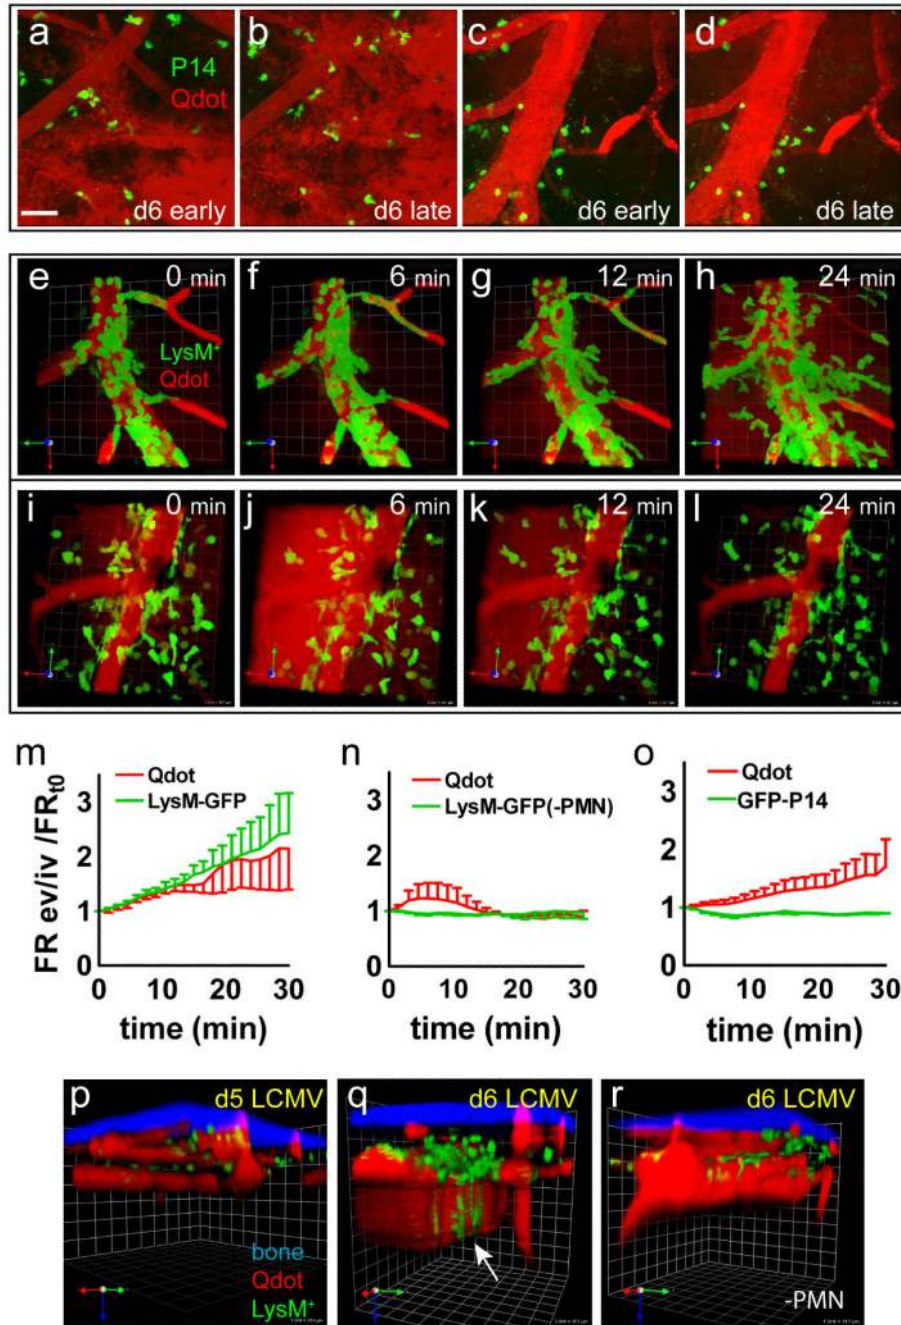 a b c d
P14
Qdot
d6 early d6 late d6 early d6 late
e 0 min f 6 min g 12 min h 24 min
LysM⁺
Qdot
i 0 min j 6 min k 12 min l 24 min
m n o
Qdot
LysM-GFP
Qdot
LysM-GFP(-PMN)
Qdot
GFP-P14
FR ev/iv /FRt0
3
2
1
0
3
2
1
0
3
2
1
0
0 10 20 30 0 10 20 30 0 10 20 30
time (min) time (min) time (min)
p d5 LCMV q d6 LCMV r d6 LCMV
bone
Qdot
LysM⁺
-PMN